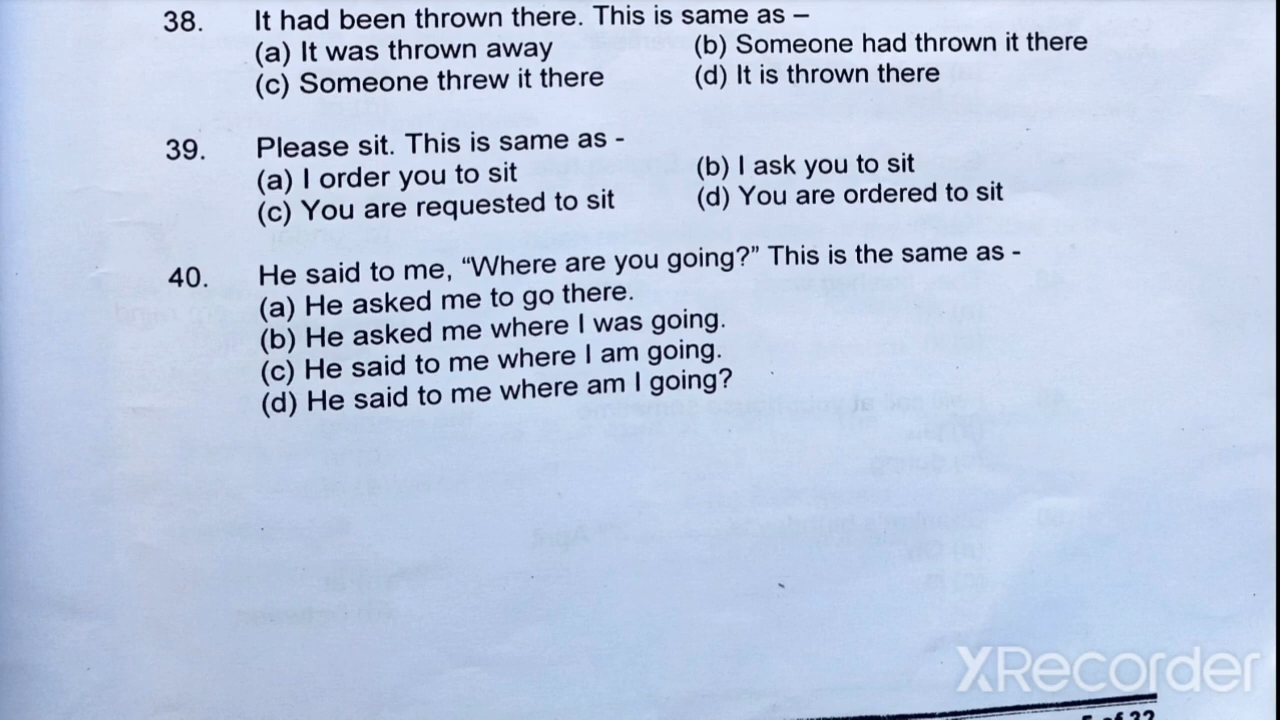 38. It had been thrown there. This is same as –
(a) It was thrown away (b) Someone had thrown it there
(c) Someone threw it there (d) It is thrown there
39. Please sit. This is same as -
(a) I order you to sit (b) I ask you to sit
(c) You are requested to sit (d) You are ordered to sit
40. He said to me, “Where are you going?” This is the same as -
(a) He asked me to go there.
(b) He asked me where I was going.
(c) He said to me where I am going.
(d) He said to me where am I going?
XRecorder
of 32